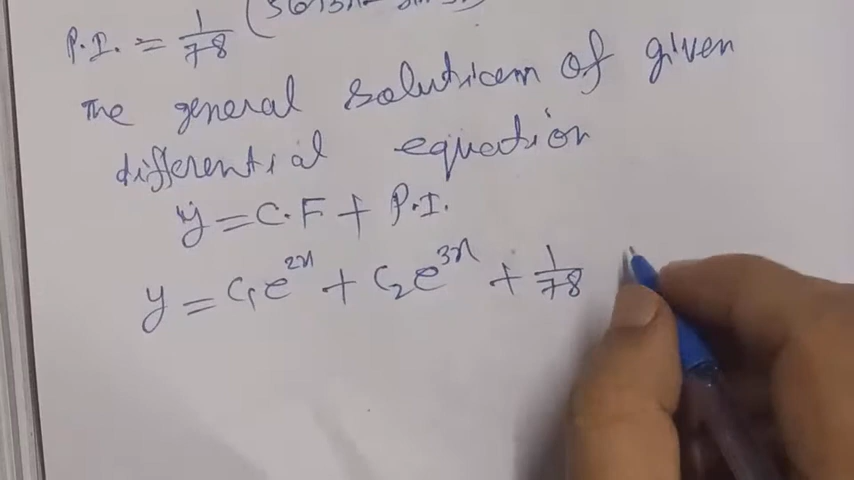 P.I. = 1/78 (
The general solution of given
differential equation
y = C.F + P.I.
y = C₁e^{2x} + C₂e^{3x} + 1/78